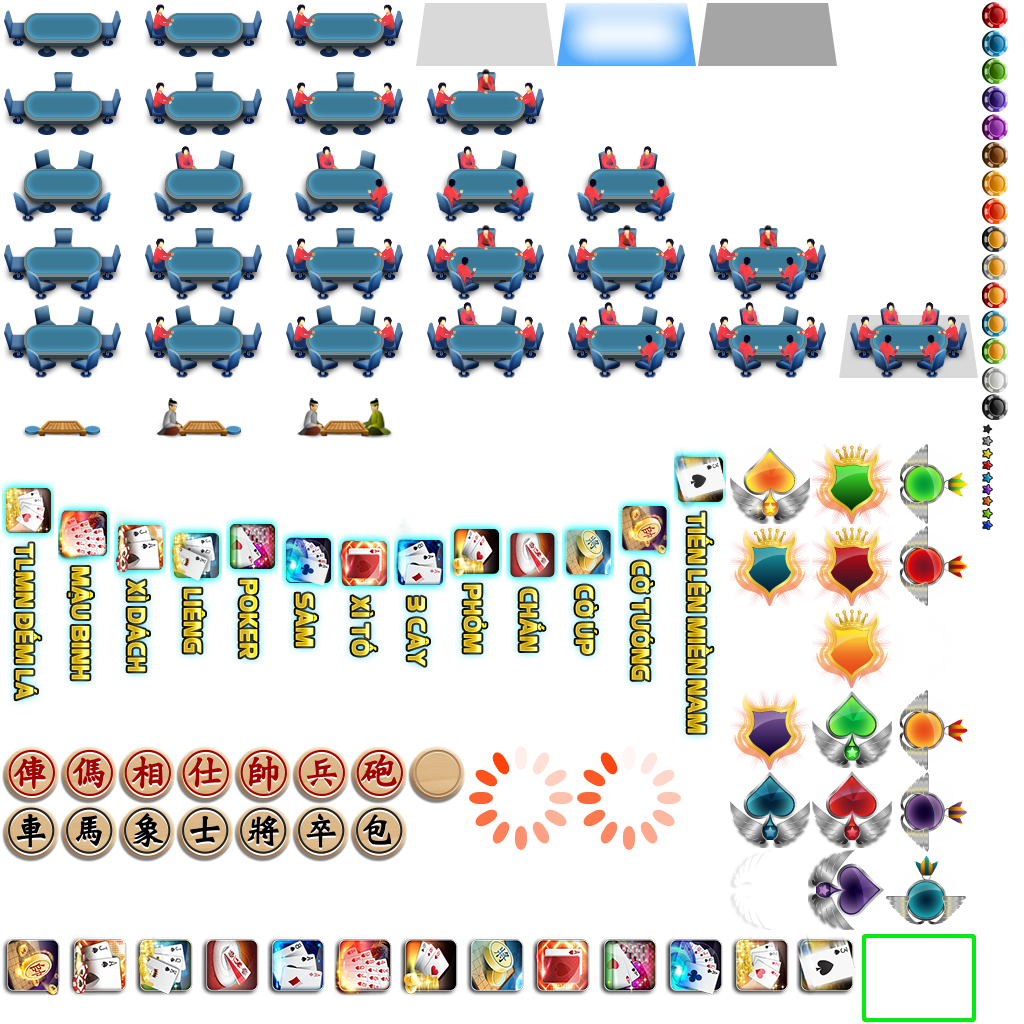 TLMN ĐẾM LÁ
MẬU BINH
XÌ DÁCH
LIÊNG
POKER
SÂM
XÌ TỐ
3 CÂY
PHỎM
CHẮN
CỜ ÚP
CỜ TƯỚNG
TIẾN LÊN MIỀN NAM
俥 傌 相 仕 帥 兵 砲
車 馬 象 士 將 卒 包